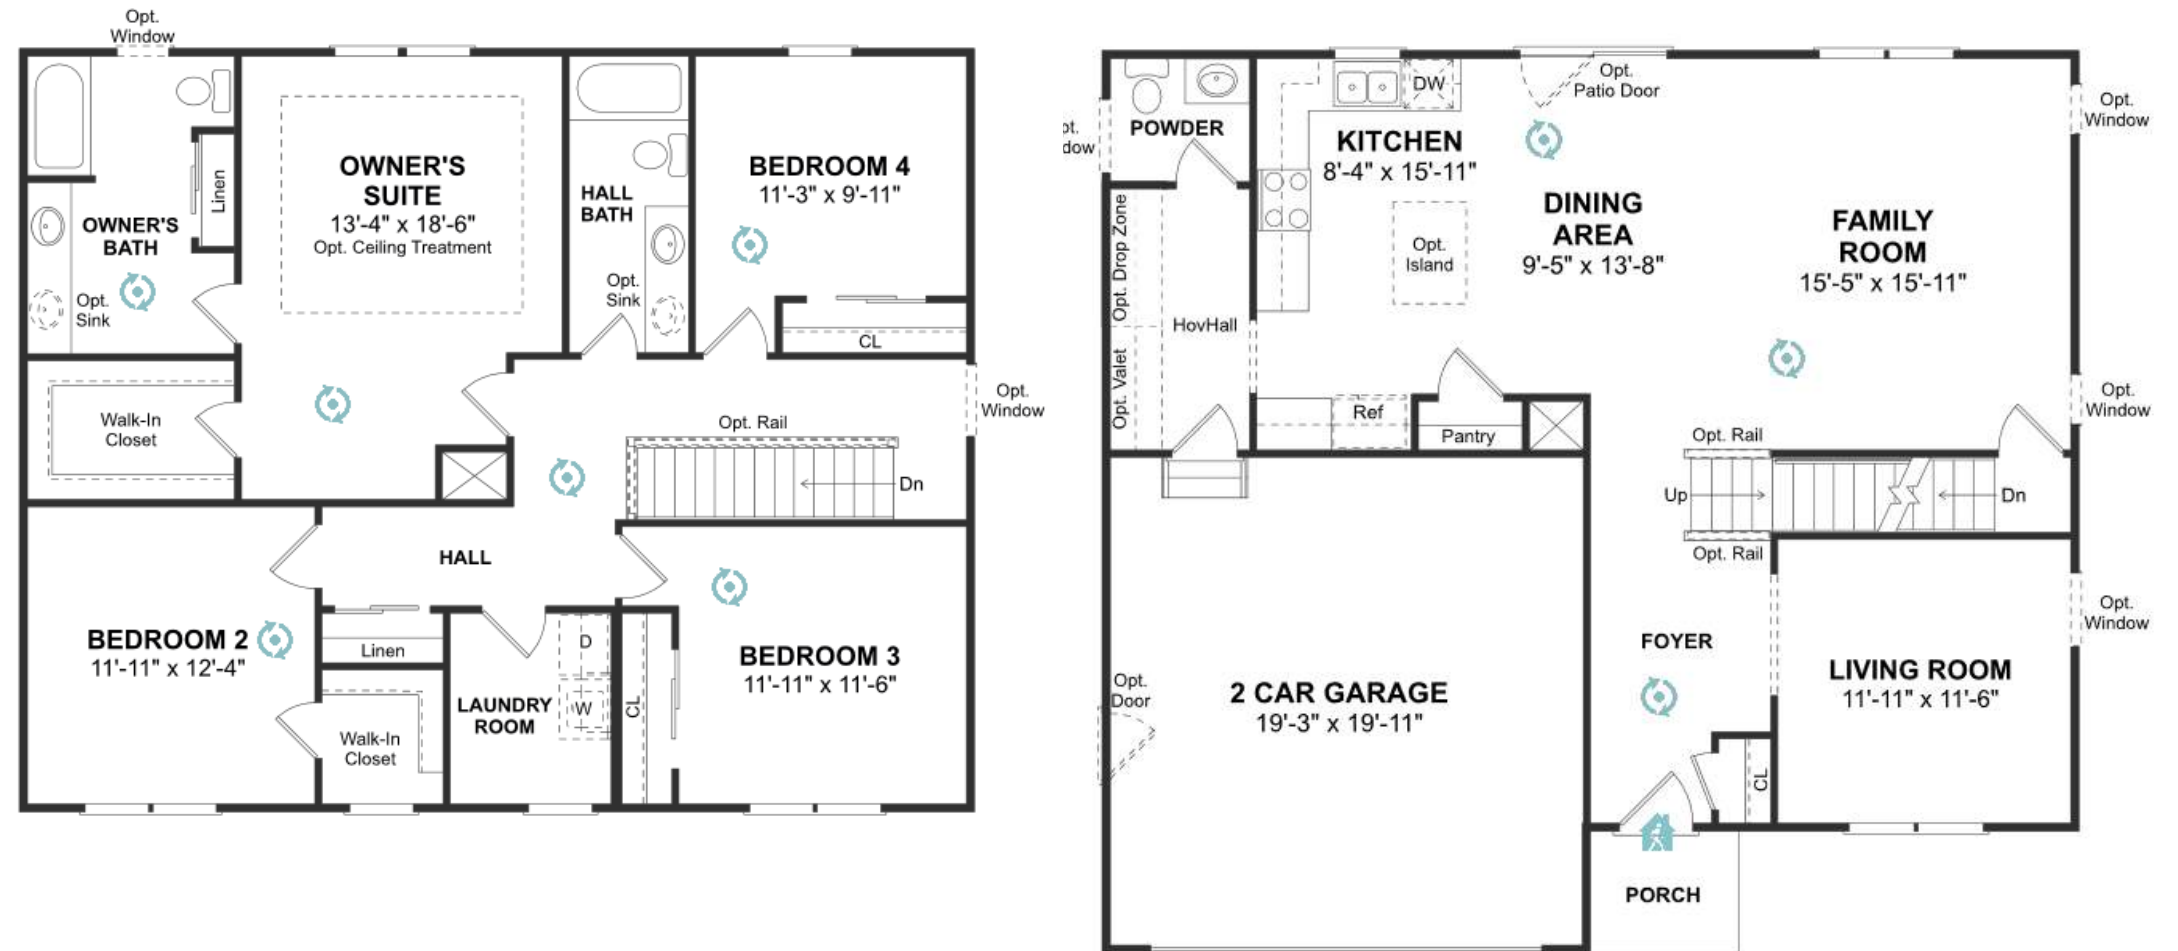 Opt.
Window
OWNER'S
SUITE
13'-4" x 18'-6"
Opt. Ceiling Treatment
Linen
OWNER'S
BATH
Opt.
Sink
HALL
BATH
Opt.
Sink
BEDROOM 4
11'-3" x 9'-11"
CL
Opt.
Window
Walk-In
Closet
Opt. Rail
Dn
HALL
BEDROOM 2
11'-11" x 12'-4"
Linen
Walk-In
Closet
LAUNDRY
ROOM
D
W
CL
BEDROOM 3
11'-11" x 11'-6"
pt.
dow
POWDER
DW
KITCHEN
8'-4" x 15'-11"
Opt.
Patio Door
Opt.
Window
Opt. Drop Zone
Opt. Valet
HovHall
Opt.
Island
DINING
AREA
9'-5" x 13'-8"
FAMILY
ROOM
15'-5" x 15'-11"
Opt.
Window
Ref
Pantry
Opt. Rail
Up
Dn
Opt. Rail
Opt.
Window
FOYER
LIVING ROOM
11'-11" x 11'-6"
Opt.
Door
2 CAR GARAGE
19'-3" x 19'-11"
CL
PORCH